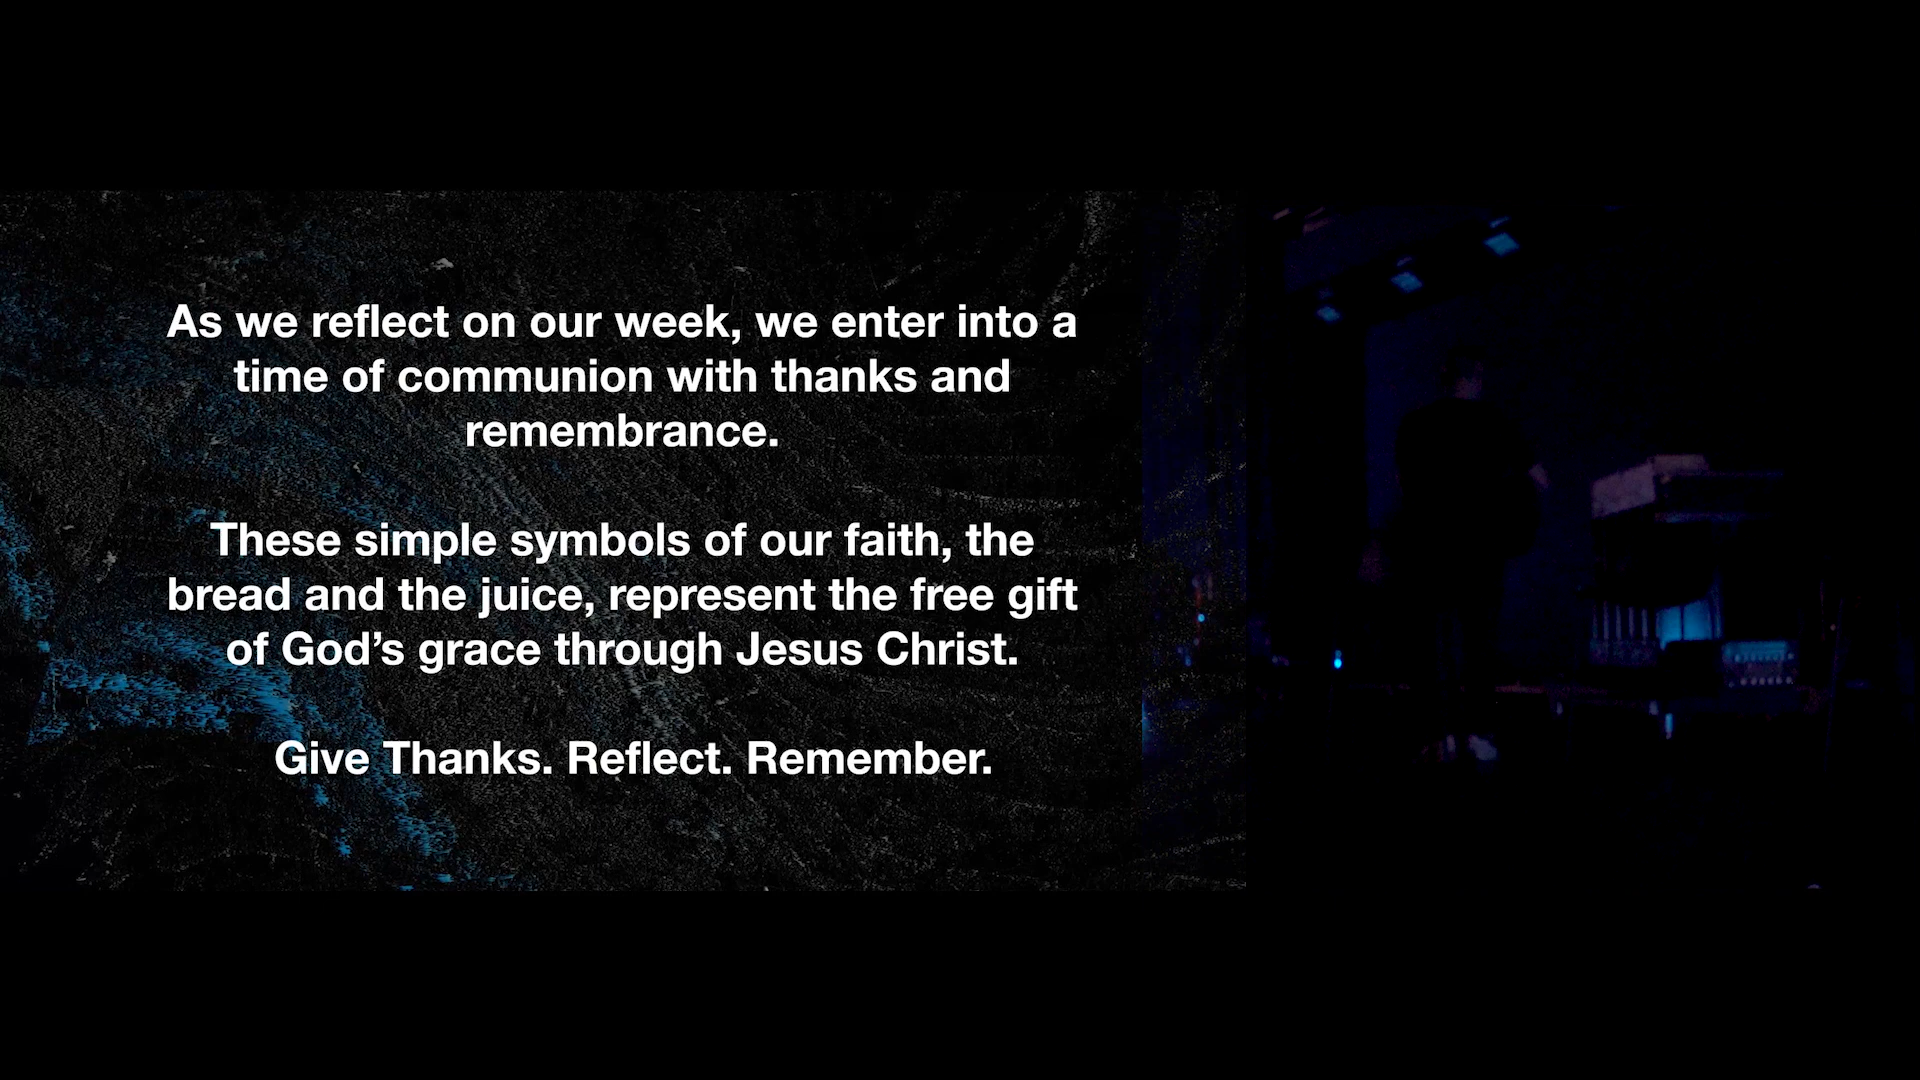 As we reflect on our week, we enter into a
time of communion with thanks and
remembrance.
These simple symbols of our faith, the
bread and the juice, represent the free gift
of God’s grace through Jesus Christ.
Give Thanks. Reflect. Remember.